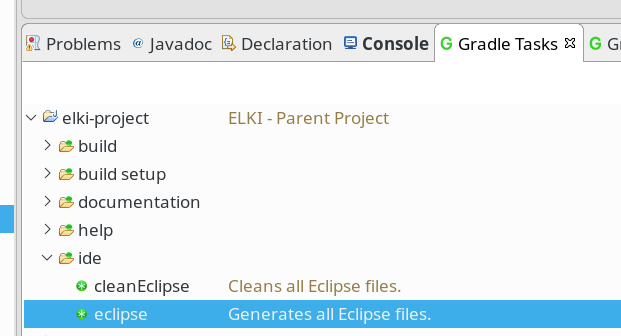 Problems @ Javadoc Declaration Console G Gradle Tasks G
elki-project ELKI - Parent Project
build
build setup
documentation
help
ide
cleanEclipse Cleans all Eclipse files.
eclipse Generates all Eclipse files.